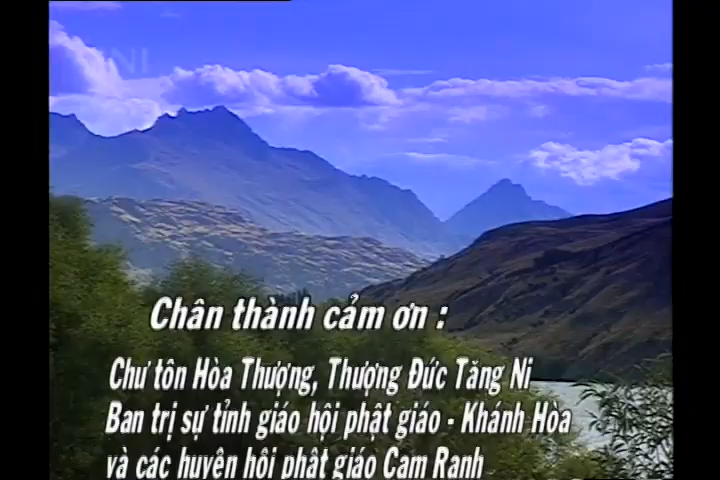 Chân thành cảm ơn :
Chư tôn Hòa Thượng, Thượng Đức Tăng Ni
Ban trị sự tỉnh giáo hội phật giáo - Khánh Hòa
và các huyện hội phật giáo Cam Ranh